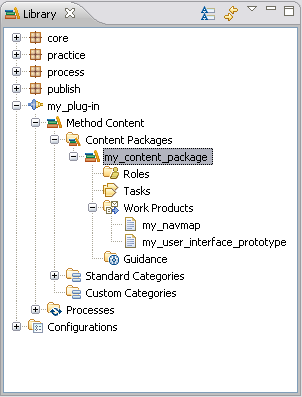 Library
core
practice
process
publish
my_plug-in
Method Content
Content Packages
my_content_package
Roles
Tasks
Work Products
my_navmap
my_user_interface_prototype
Guidance
Standard Categories
Custom Categories
Processes
Configurations